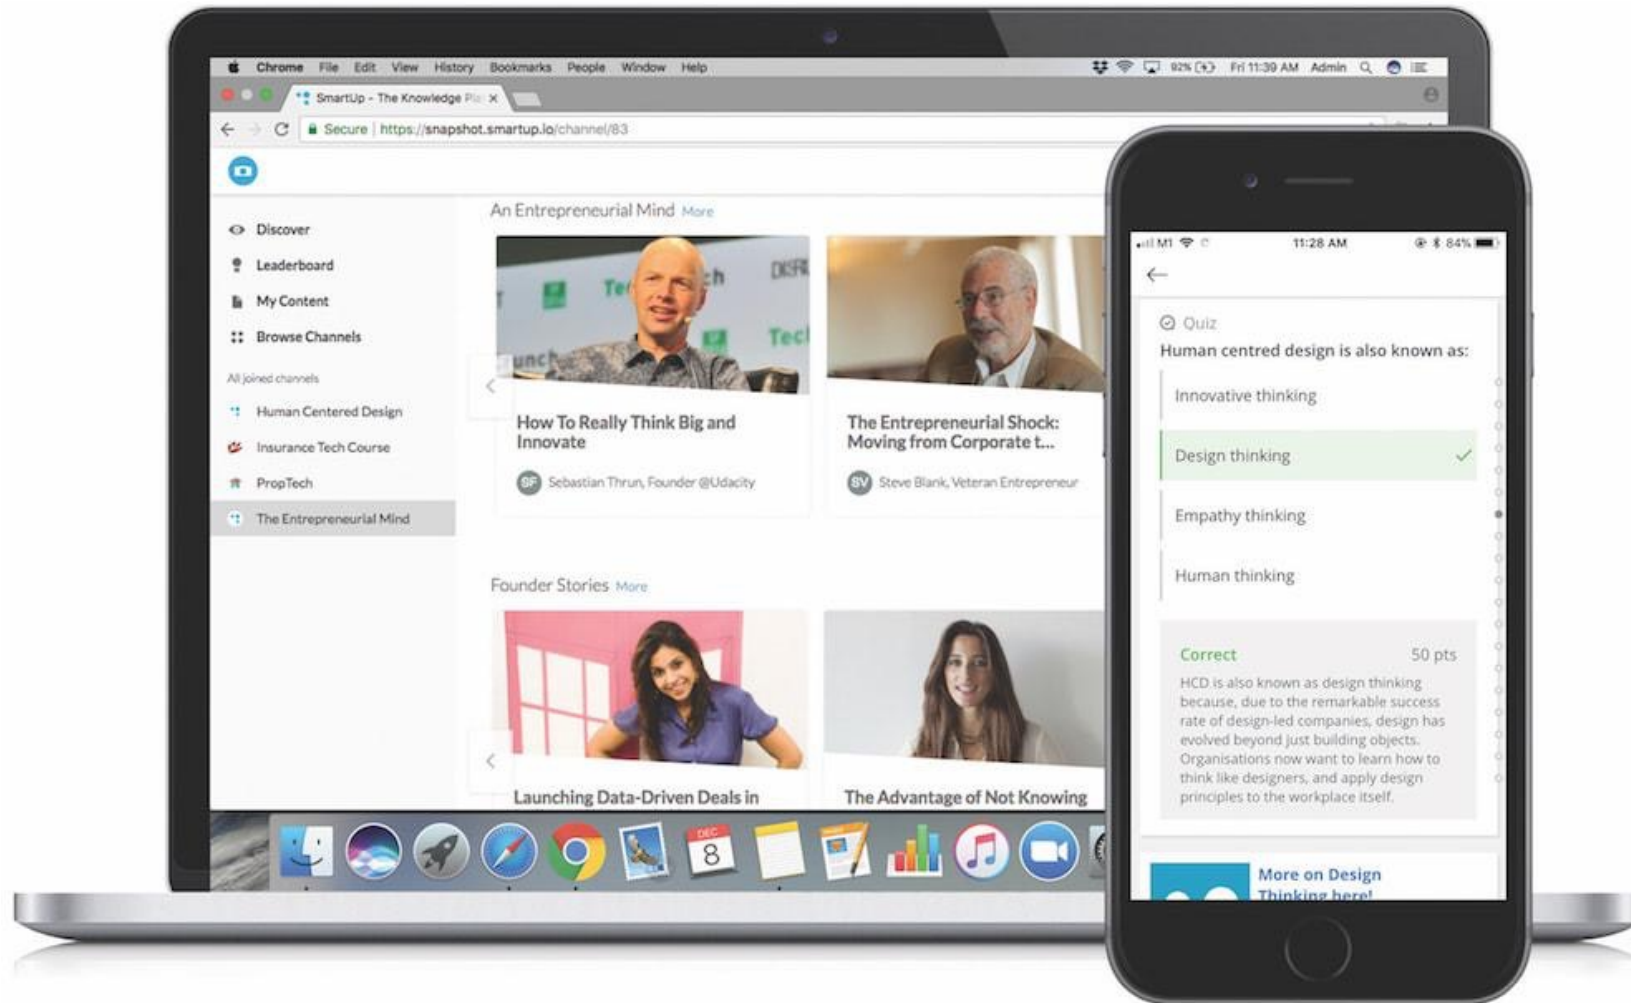 Chrome File Edit View History Bookmarks People Window Help
92% Fri 11:39 AM Admin
SmartUp - The Knowledge Pla
Secure | https://snapshot.smartup.io/channel/83
Discover
Leaderboard
My Content
Browse Channels
All joined channels
Human Centered Design
Insurance Tech Course
PropTech
The Entrepreneurial Mind
An Entrepreneurial Mind More
How To Really Think Big and
Innovate
SF Sebastian Thrun, Founder @Udacity
The Entrepreneurial Shock:
Moving from Corporate t...
SV Steve Blank, Veteran Entrepreneur
Founder Stories More
Launching Data-Driven Deals in
The Advantage of Not Knowing
DEC
8
M1 11:28 AM 84%
Quiz
Human centred design is also known as:
Innovative thinking
Design thinking
Empathy thinking
Human thinking
Correct 50 pts
HCD is also known as design thinking
because, due to the remarkable success
rate of design-led companies, design has
evolved beyond just building objects.
Organisations now want to learn how to
think like designers, and apply design
principles to the workplace itself.
More on Design
Thinking here!